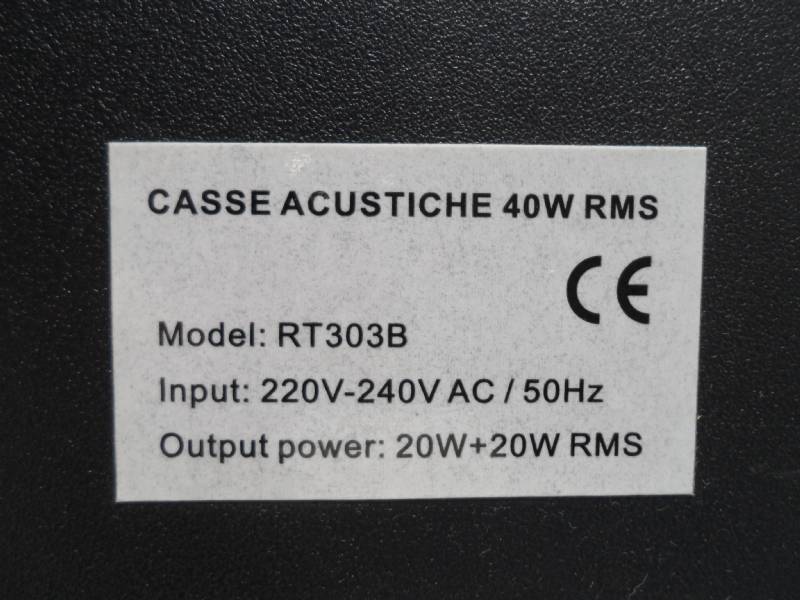 CASSE ACUSTICHE 40W RMS
CE
Model: RT303B
Input: 220V-240V AC / 50Hz
Output power: 20W+20W RMS